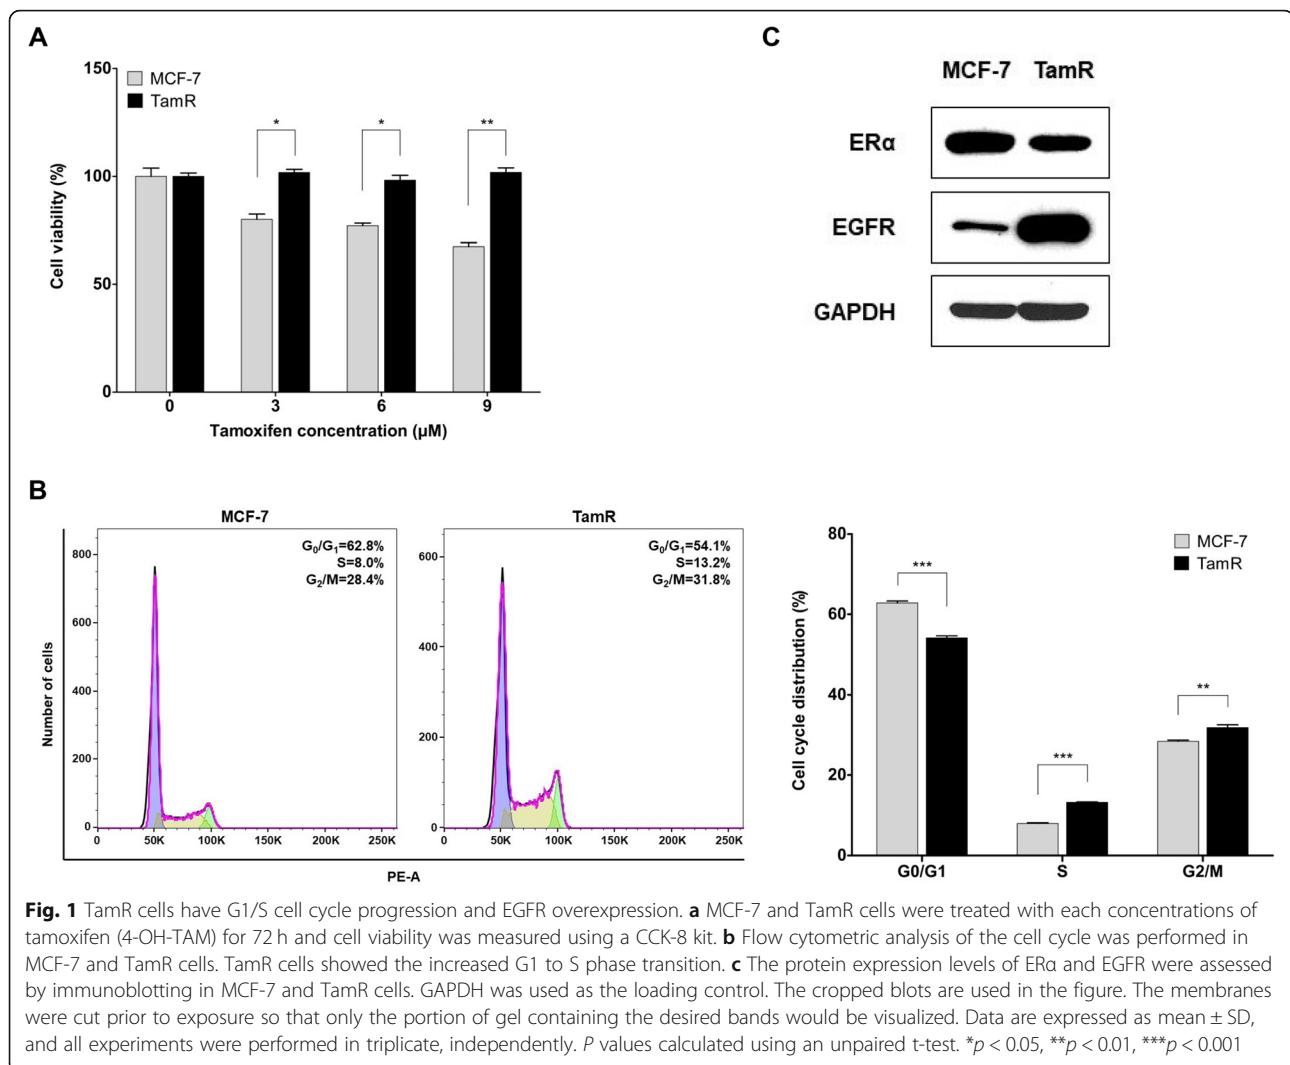 A
150
100
50
0
Cell viability (%)
MCF-7
TamR
*
*
**
0 3 6 9
Tamoxifen concentration (µM)
C
MCF-7 TamR
ERα
EGFR
GAPDH
B
MCF-7
G₀/G₁=62.8%
S=8.0%
G₂/M=28.4%
800
600
400
200
0
Number of cells
0 50K 100K 150K 200K 250K
TamR
G₀/G₁=54.1%
S=13.2%
G₂/M=31.8%
600
400
200
0
0 50K 100K 150K 200K 250K
PE-A
80
60
40
20
0
Cell cycle distribution (%)
MCF-7
TamR
***
***
**
G0/G1 S G2/M
Fig. 1 TamR cells have G1/S cell cycle progression and EGFR overexpression. a MCF-7 and TamR cells were treated with each concentrations of
tamoxifen (4-OH-TAM) for 72 h and cell viability was measured using a CCK-8 kit. b Flow cytometric analysis of the cell cycle was performed in
MCF-7 and TamR cells. TamR cells showed the increased G1 to S phase transition. c The protein expression levels of ERα and EGFR were assessed
by immunoblotting in MCF-7 and TamR cells. GAPDH was used as the loading control. The cropped blots are used in the figure. The membranes
were cut prior to exposure so that only the portion of gel containing the desired bands would be visualized. Data are expressed as mean ± SD,
and all experiments were performed in triplicate, independently. P values calculated using an unpaired t-test. *p < 0.05, **p < 0.01, ***p < 0.001